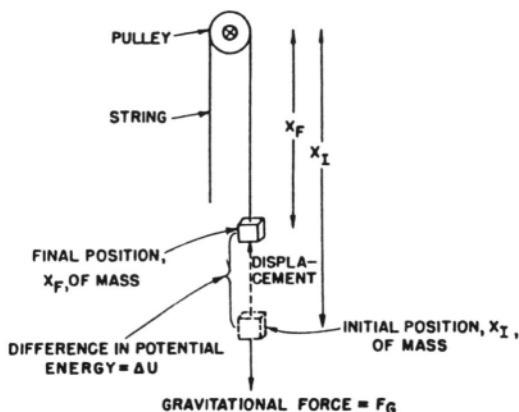 PULLEY
STRING
X_F
X_I
FINAL POSITION,
X_F, OF MASS
DISPLA-
CEMENT
DIFFERENCE IN POTENTIAL
ENERGY = ΔU
INITIAL POSITION, X_I,
OF MASS
GRAVITATIONAL FORCE = F_G